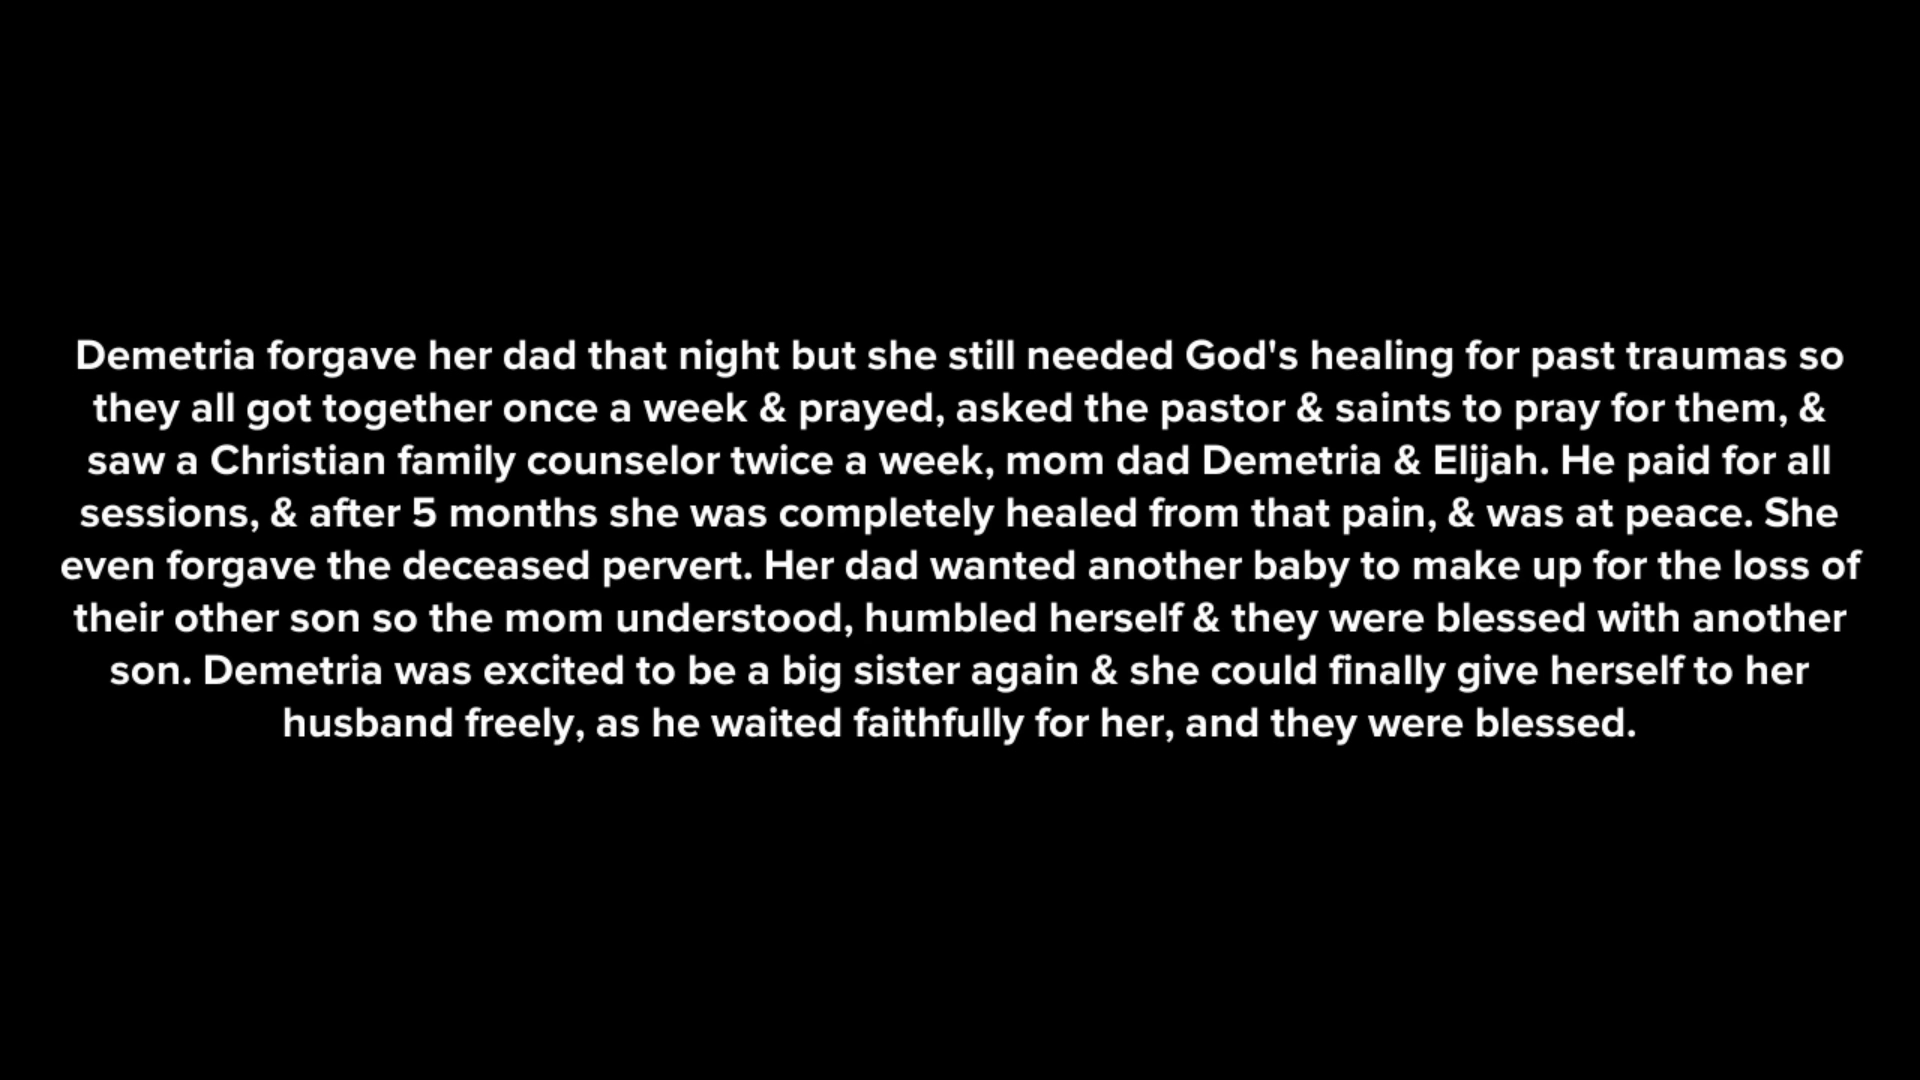 Demetria forgave her dad that night but she still needed God's healing for past traumas so
they all got together once a week & prayed, asked the pastor & saints to pray for them, &
saw a Christian family counselor twice a week, mom dad Demetria & Elijah. He paid for all
sessions, & after 5 months she was completely healed from that pain, & was at peace. She
even forgave the deceased pervert. Her dad wanted another baby to make up for the loss of
their other son so the mom understood, humbled herself & they were blessed with another
son. Demetria was excited to be a big sister again & she could finally give herself to her
husband freely, as he waited faithfully for her, and they were blessed.